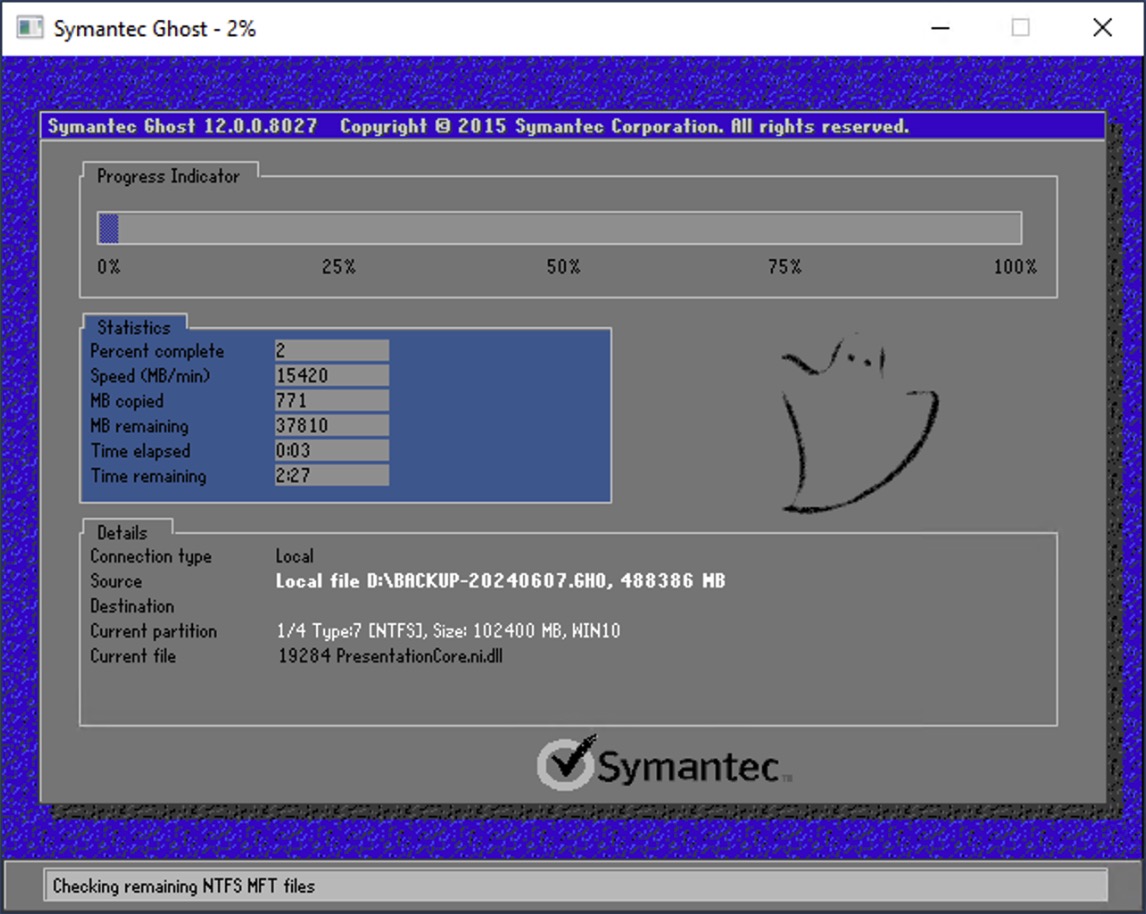 Symantec Ghost - 2%
Symantec Ghost 12.0.0.8027 Copyright © 2015 Symantec Corporation. All rights reserved.
Progress Indicator
0% 25% 50% 75% 100%
Statistics
Percent complete 2
Speed (MB/min) 15420
MB copied 771
MB remaining 37810
Time elapsed 0:03
Time remaining 2:27
Details
Connection type Local
Source Local file D:\BACKUP-20240607.GHO, 488386 MB
Destination
Current partition 1/4 Type:7 [NTFS], Size: 102400 MB, WIN10
Current file 19284 PresentationCore.ni.dll
Symantec™
Checking remaining NTFS MFT files